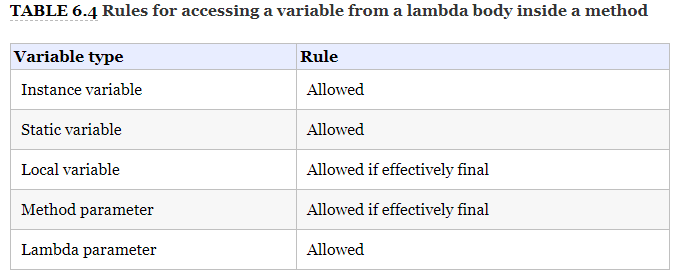 TABLE 6.4 Rules for accessing a variable from a lambda body inside a method
Variable type Rule
Instance variable Allowed
Static variable Allowed
Local variable Allowed if effectively final
Method parameter Allowed if effectively final
Lambda parameter Allowed